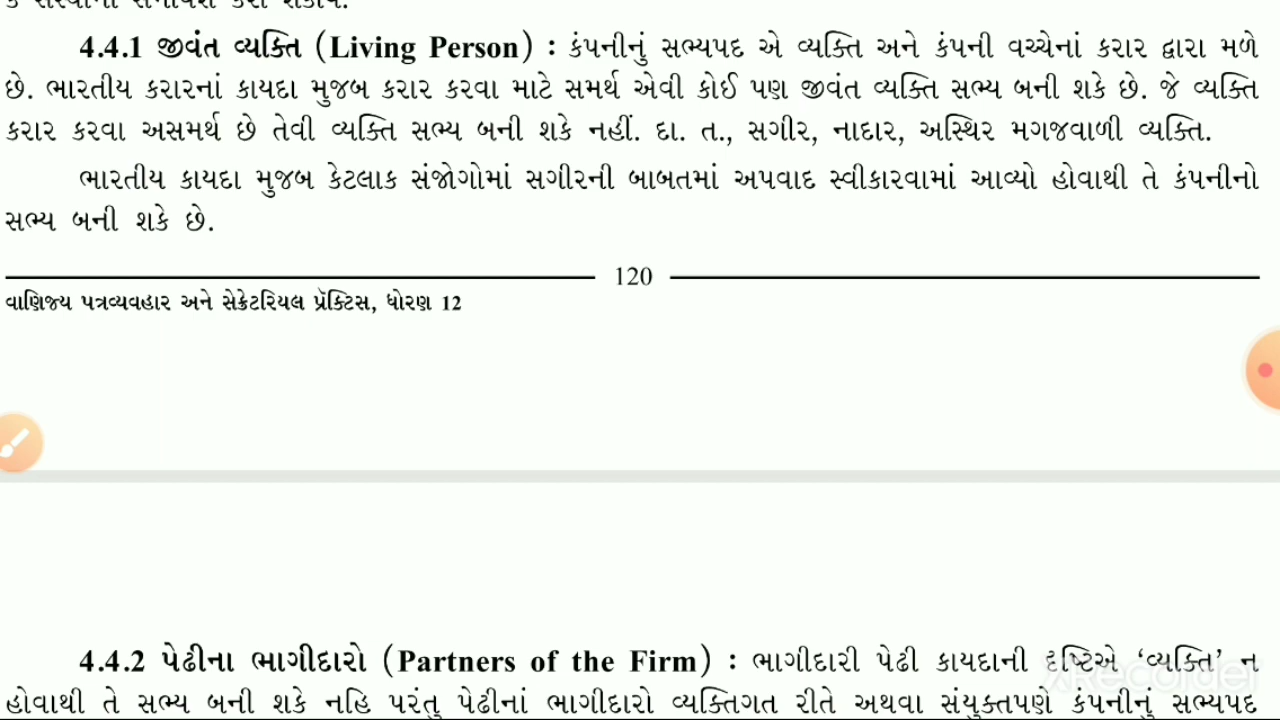 4.4.1 જીવંત વ્યક્તિ (Living Person) : કંપનીનું સભ્યપદ એ વ્યક્તિ અને કંપની વચ્ચેનાં કરાર દ્વારા મળે
છે. ભારતીય કરારનાં કાયદા મુજબ કરાર કરવા માટે સમર્થ એવી કોઈ પણ જીવંત વ્યક્તિ સભ્ય બની શકે છે. જે વ્યક્તિ
કરાર કરવા અસમર્થ છે તેવી વ્યક્તિ સભ્ય બની શકે નહીં. દા. ત., સગીર, નાદાર, અસ્થિર મગજવાળી વ્યક્તિ.
ભારતીય કાયદા મુજબ કેટલાક સંજોગોમાં સગીરની બાબતમાં અપવાદ સ્વીકારવામાં આવ્યો હોવાથી તે કંપનીનો
સભ્ય બની શકે છે.
120
વાણિજ્ય પત્રવ્યવહાર અને સેક્રેટરિયલ પ્રૅક્ટિસ, ધોરણ 12
4.4.2 પેઢીના ભાગીદારો (Partners of the Firm) : ભાગીદારી પેઢી કાયદાની દૃષ્ટિએ ‘વ્યક્તિ’ ન
હોવાથી તે સભ્ય બની શકે નહિ પરંતુ પેઢીનાં ભાગીદારો વ્યક્તિગત રીતે અથવા સંયુક્તપણે કંપનીનું સભ્યપદ
XRecorder